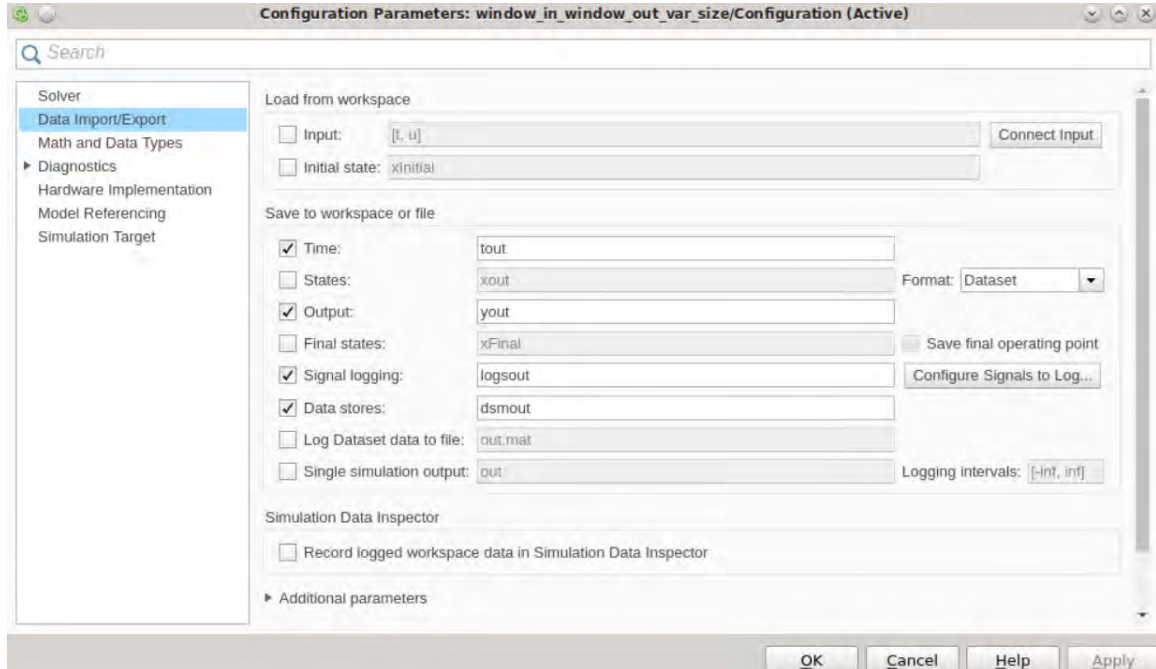 Configuration Parameters: window_in_window_out_var_size/Configuration (Active)
Search
Solver
Data Import/Export
Math and Data Types
Diagnostics
Hardware Implementation
Model Referencing
Simulation Target
Load from workspace
Input: [t, u] Connect Input
Initial state: xInitial
Save to workspace or file
Time: tout
States: xout Format: Dataset
Output: yout
Final states: xFinal Save final operating point
Signal logging: logsout Configure Signals to Log...
Data stores: dsmout
Log Dataset data to file: out.mat
Single simulation output: out Logging intervals: [-inf, inf]
Simulation Data Inspector
Record logged workspace data in Simulation Data Inspector
Additional parameters
OK Cancel Help Apply